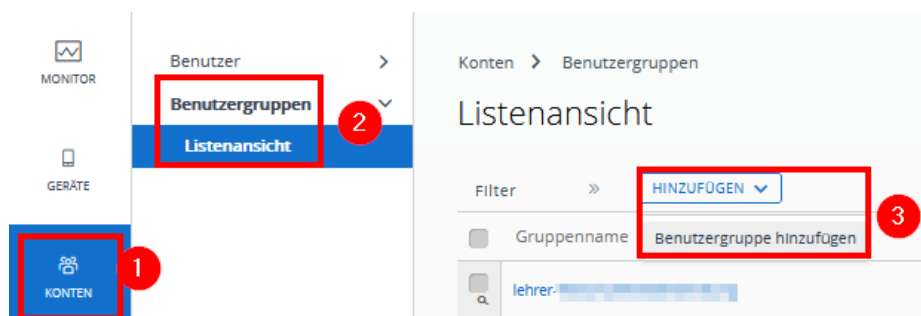 MONITOR
GERÄTE
1
KONTEN
Benutzer
Benutzergruppen
2
Listenansicht
Konten > Benutzergruppen
Listenansicht
Filter » HINZUFÜGEN
3
Gruppenname Benutzergruppe hinzufügen
lehrer-